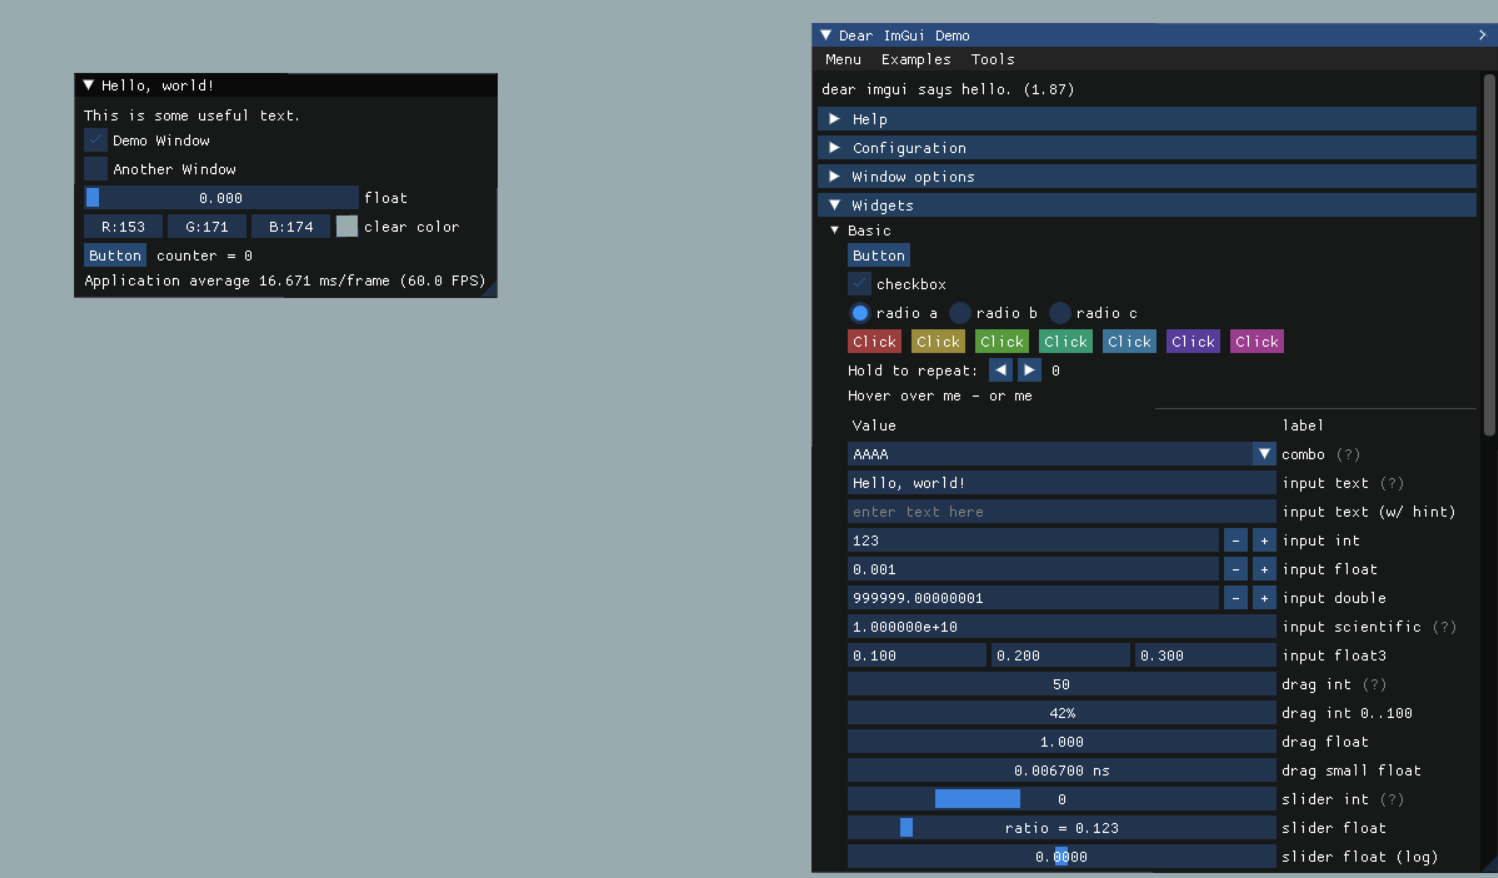 Hello, world!
This is some useful text.
Demo Window
Another Window
0.000 float
R:153 G:171 B:174 clear color
Button counter = 0
Application average 16.671 ms/frame (60.0 FPS)
Dear ImGui Demo
Menu Examples Tools
dear imgui says hello. (1.87)
Help
Configuration
Window options
Widgets
Basic
Button
checkbox
radio a radio b radio c
Click Click Click Click Click Click Click
Hold to repeat: 0
Hover over me - or me
Value label
AAAA combo (?)
Hello, world! input text (?)
enter text here input text (w/ hint)
123 - + input int
0.001 - + input float
999999.00000001 - + input double
1.000000e+10 input scientific (?)
0.100 0.200 0.300 input float3
50 drag int (?)
42% drag int 0..100
1.000 drag float
0.006700 ns drag small float
0 slider int (?)
ratio = 0.123 slider float
0.0000 slider float (log)